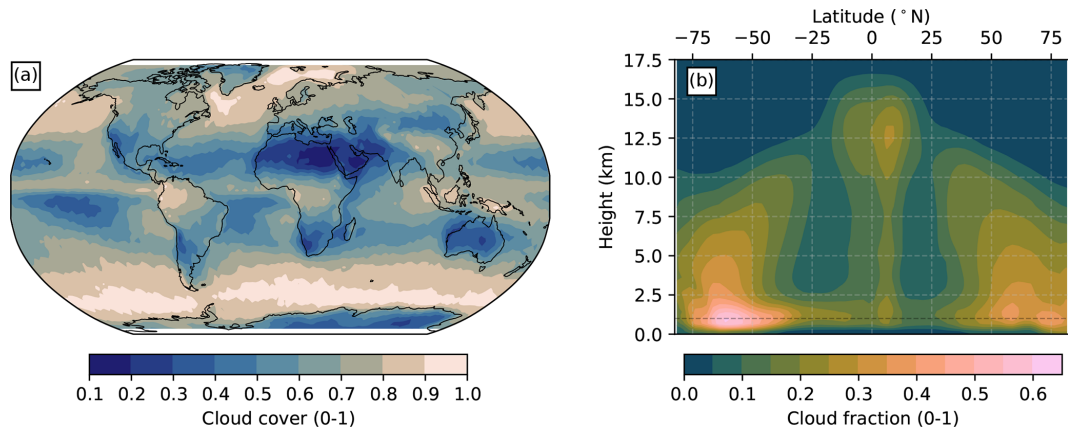 (a)
0.1 0.2 0.3 0.4 0.5 0.6 0.7 0.8 0.9 1.0
Cloud cover (0-1)
Latitude (°N)
−75 −50 −25 0 25 50 75
(b)
17.5
15.0
12.5
10.0
7.5
5.0
2.5
0.0
Height (km)
0.0 0.1 0.2 0.3 0.4 0.5 0.6
Cloud fraction (0-1)